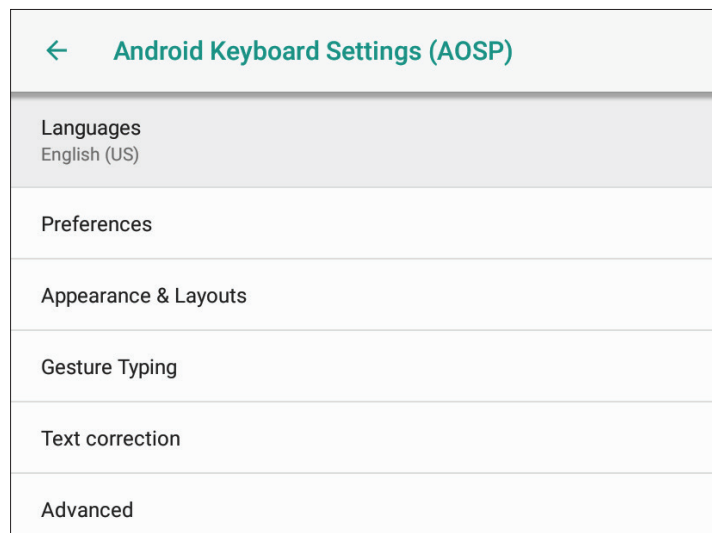 Android Keyboard Settings (AOSP)
Languages
English (US)
Preferences
Appearance & Layouts
Gesture Typing
Text correction
Advanced